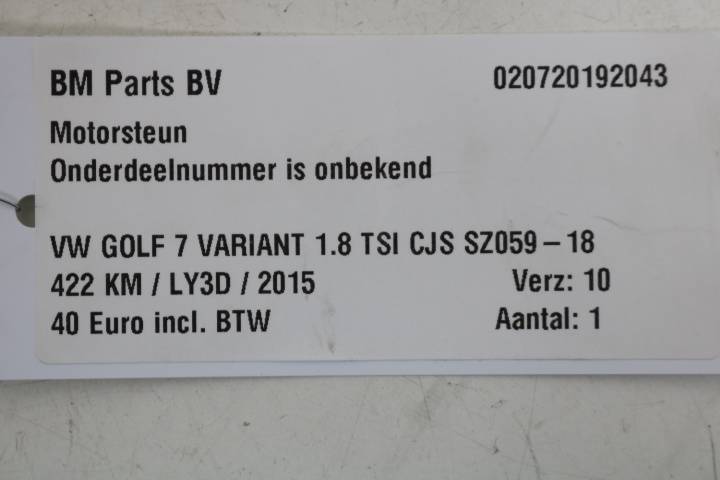 BM Parts BV 020720192043
Motorsteun
Onderdeelnummer is onbekend
VW GOLF 7 VARIANT 1.8 TSI CJS SZ059-18
422 KM / LY3D / 2015 Verz: 10
40 Euro incl. BTW Aantal: 1